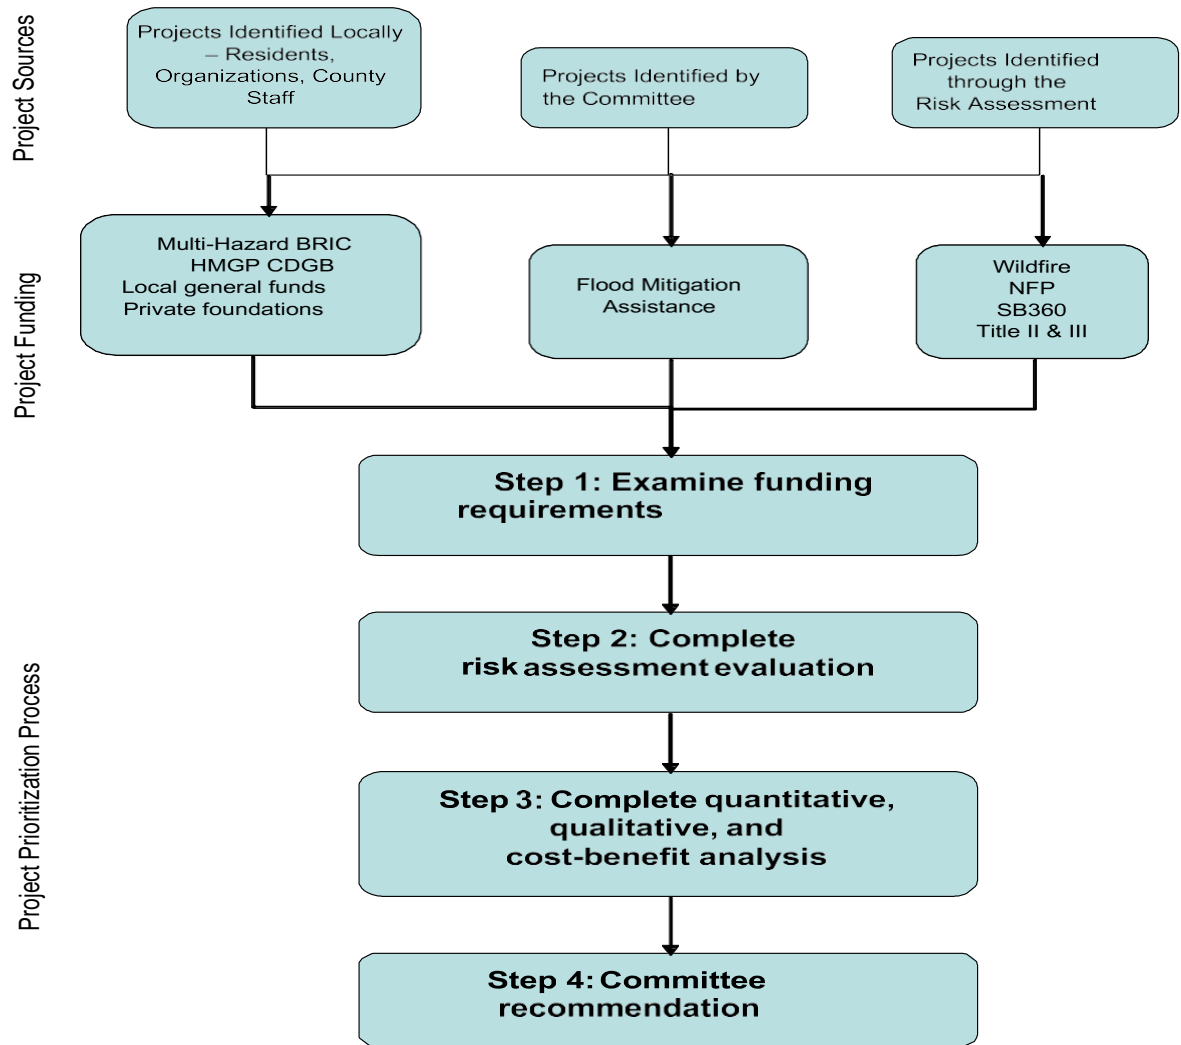 Project Sources
Projects Identified Locally
– Residents,
Organizations, County
Staff
Projects Identified by
the Committee
Projects Identified
through the
Risk Assessment
Project Funding
Multi-Hazard BRIC
HMGP CDGB
Local general funds
Private foundations
Flood Mitigation
Assistance
Wildfire
NFP
SB360
Title II & III
Project Prioritization Process
Step 1: Examine funding
requirements
Step 2: Complete
risk assessment evaluation
Step 3: Complete quantitative,
qualitative, and
cost-benefit analysis
Step 4: Committee
recommendation